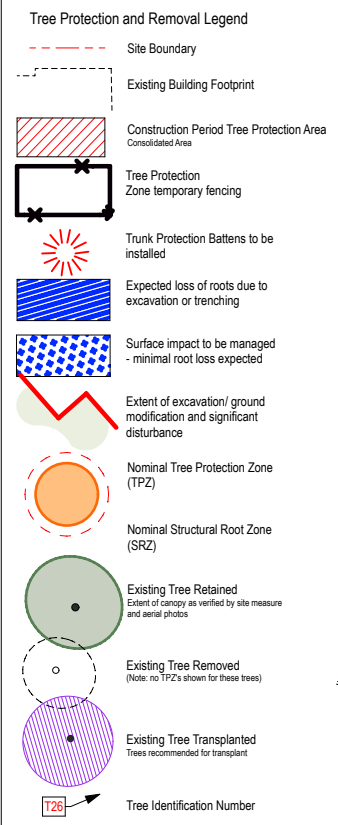 Tree Protection and Removal Legend
Site Boundary
Existing Building Footprint
Construction Period Tree Protection Area
Consolidated Area
Tree Protection
Zone temporary fencing
Trunk Protection Battens to be
installed
Expected loss of roots due to
excavation or trenching
Surface impact to be managed
- minimal root loss expected
Extent of excavation/ ground
modification and significant
disturbance
Nominal Tree Protection Zone
(TPZ)
Nominal Structural Root Zone
(SRZ)
Existing Tree Retained
Extent of canopy as verified by site measure
and aerial photos
Existing Tree Removed
(Note: no TPZ's shown for these trees)
Existing Tree Transplanted
Trees recommended for transplant
T26
Tree Identification Number